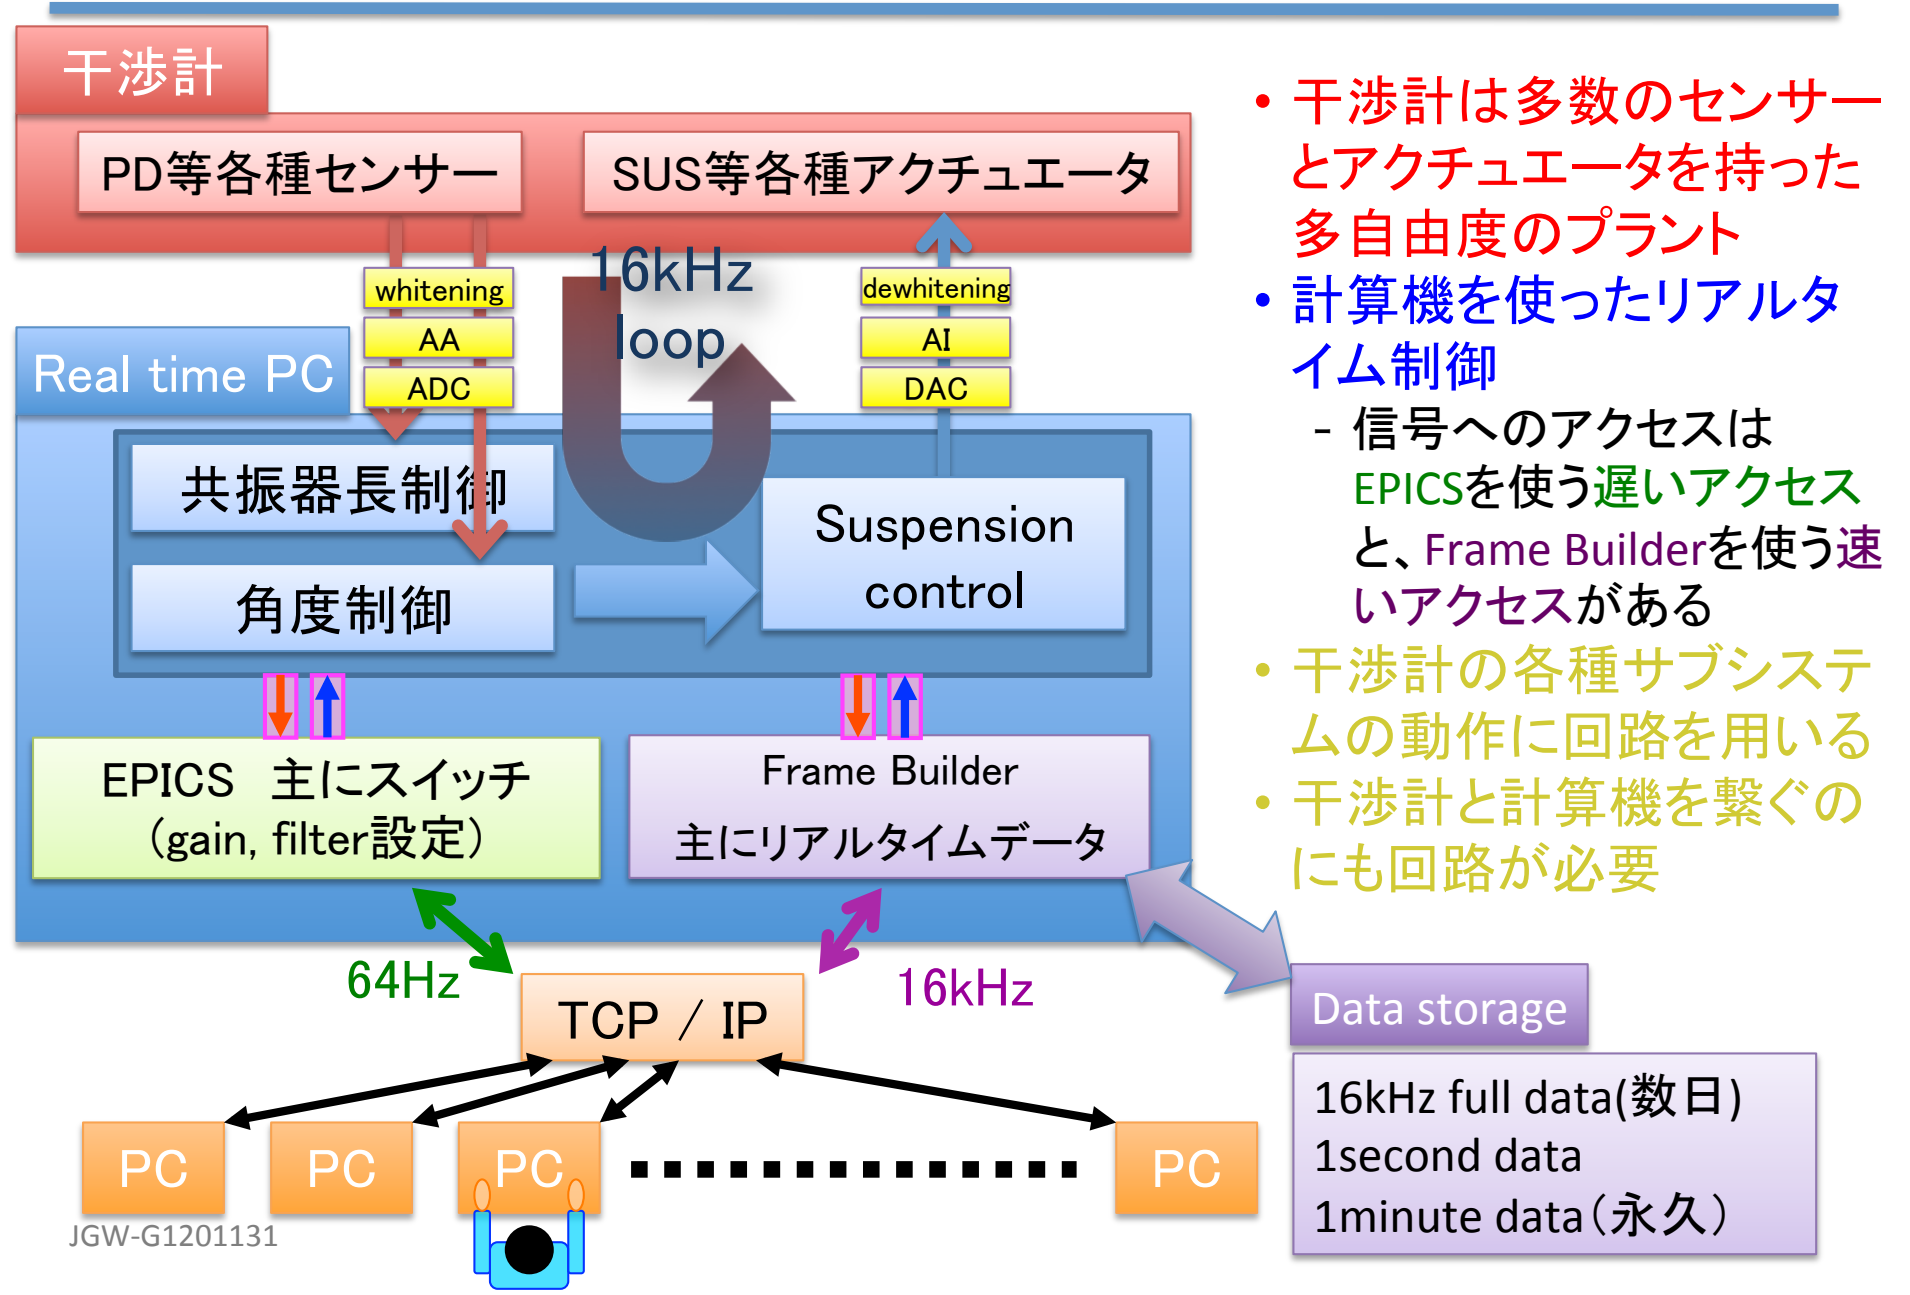 干渉計
PD等各種センサー
SUS等各種アクチュエータ
16kHz
loop
whitening
AA
ADC
dewhitening
AI
DAC
Real time PC
共振器長制御
角度制御
Suspension
control
EPICS　主にスイッチ
（gain, filter設定）
Frame Builder
主にリアルタイムデータ
64Hz
16kHz
TCP / IP
PC
PC
PC
PC
JGW-G1201131
• 干渉計は多数のセンサー
とアクチュエータを持った
多自由度のプラント
• 計算機を使ったリアルタ
イム制御
- 信号へのアクセスは
EPICSを使う遅いアクセス
と、Frame Builderを使う速
いアクセスがある
• 干渉計の各種サブシステ
ムの動作に回路を用いる
• 干渉計と計算機を繋ぐの
にも回路が必要
Data storage
16kHz full data(数日)
1second data
1minute data（永久）